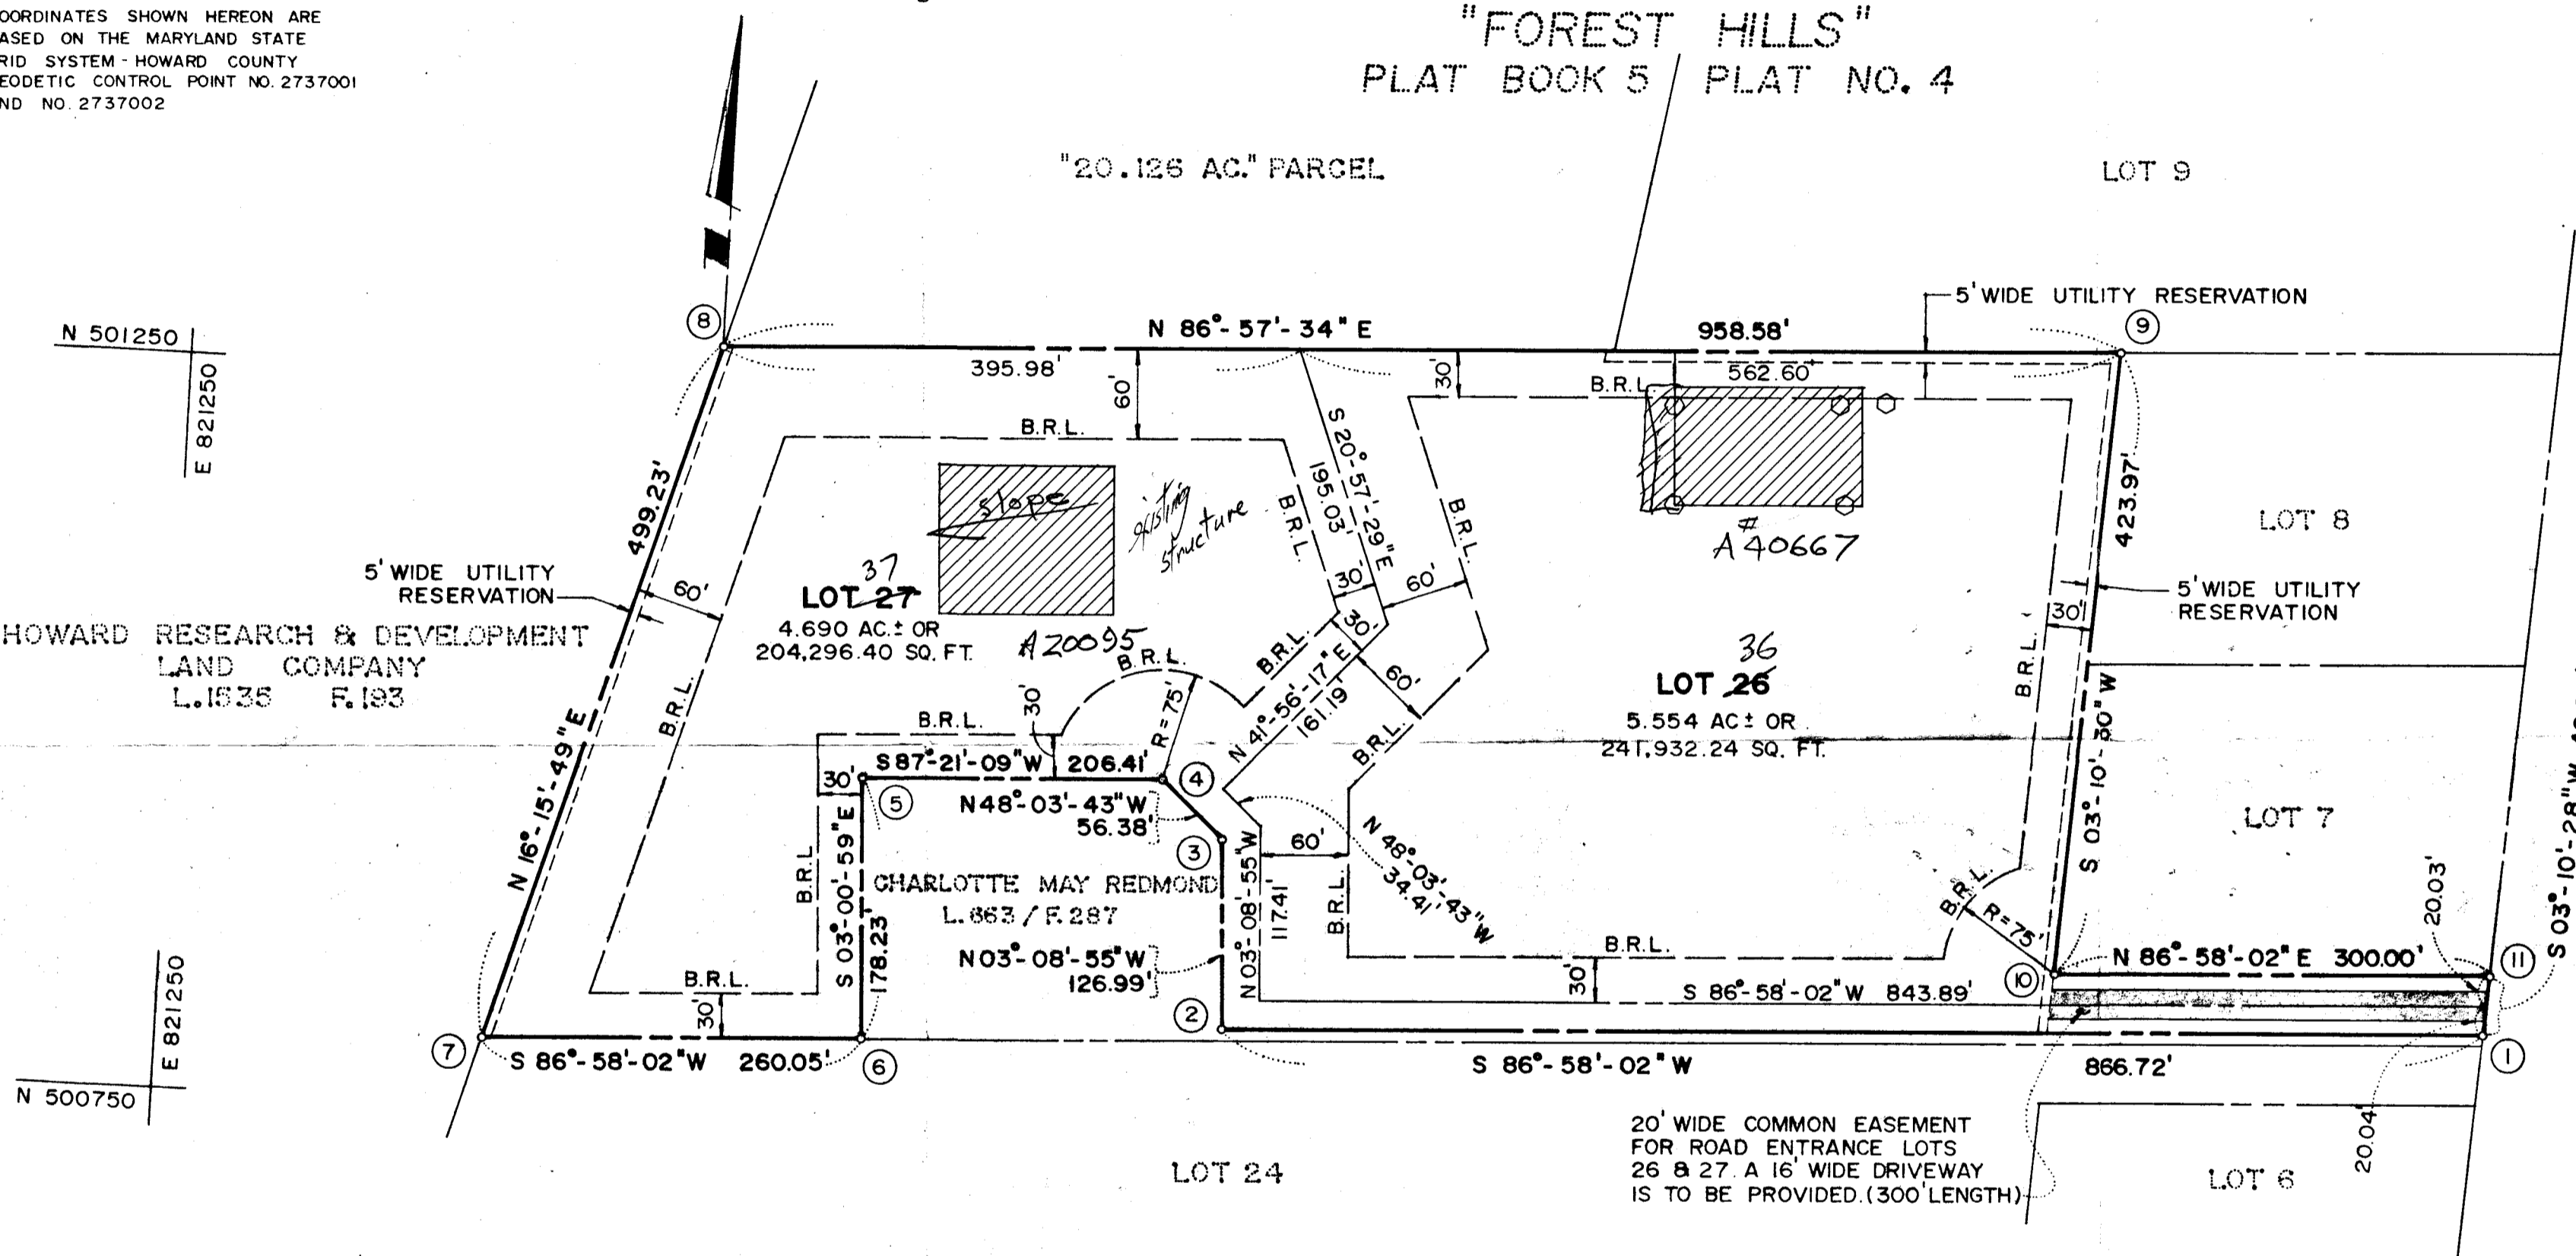 OORDINATES SHOWN HEREON ARE
ASED ON THE MARYLAND STATE
RID SYSTEM - HOWARD COUNTY
EODETIC CONTROL POINT NO. 2737001
ND NO. 2737002
"FOREST HILLS"
PLAT BOOK 5 PLAT NO. 4
"20.126 AC." PARCEL
LOT 9
5' WIDE UTILITY RESERVATION
N 501250
E 821250
8
N 86°-57'-34" E
958.58'
9
395.98'
60'
30'
562.60'
B.R.L.
B.R.L.
S 20°-57'-29" E
195.03'
B.R.L.
B.R.L.
slope
existing
structure
#
A40667
499.23'
423.97'
LOT 8
5' WIDE UTILITY
RESERVATION
60'
37
LOT 27
4.690 AC.± OR
204,296.40 SQ. FT.
A20095
30'
60'
30'
5' WIDE UTILITY
RESERVATION
30'
HOWARD RESEARCH & DEVELOPMENT
LAND COMPANY
L.1535 F.193
B.R.L.
B.R.L.
R=75'
N 41°-56'-17" E
161.19'
60'
B.R.L.
36
LOT 26
5.554 AC± OR
241,932.24 SQ. FT.
B.R.L.
S 03°-10'-30" W
N 16°-15'-49" E
B.R.L.
B.R.L.
30'
S 87°-21'-09" W 206.41'
4
30'
5
N 48°-03'-43" W
56.38'
3
60'
N 48°-03'-43" W
34.41'
LOT 7
S 03°-10'-28" W
B.R.L
S 03°-00'-59" E
178.23'
CHARLOTTE MAY REDMOND
L.663 / F.287
N 03°-08'-55" W
126.99'
N 03°-08'-55" W
117.41'
B.R.L.
B.R.L.
B.R.L.
R=75'
20.03'
N 86°-58'-02" E 300.00'
11
10
30'
S 86°-58'-02" W 843.89'
B.R.L.
30'
2
7
S 86°-58'-02" W 260.05'
6
S 86°-58'-02" W
866.72'
1
E 821250
N 500750
20' WIDE COMMON EASEMENT
FOR ROAD ENTRANCE LOTS
26 & 27. A 16' WIDE DRIVEWAY
IS TO BE PROVIDED. (300' LENGTH)
20.04'
LOT 24
LOT 6